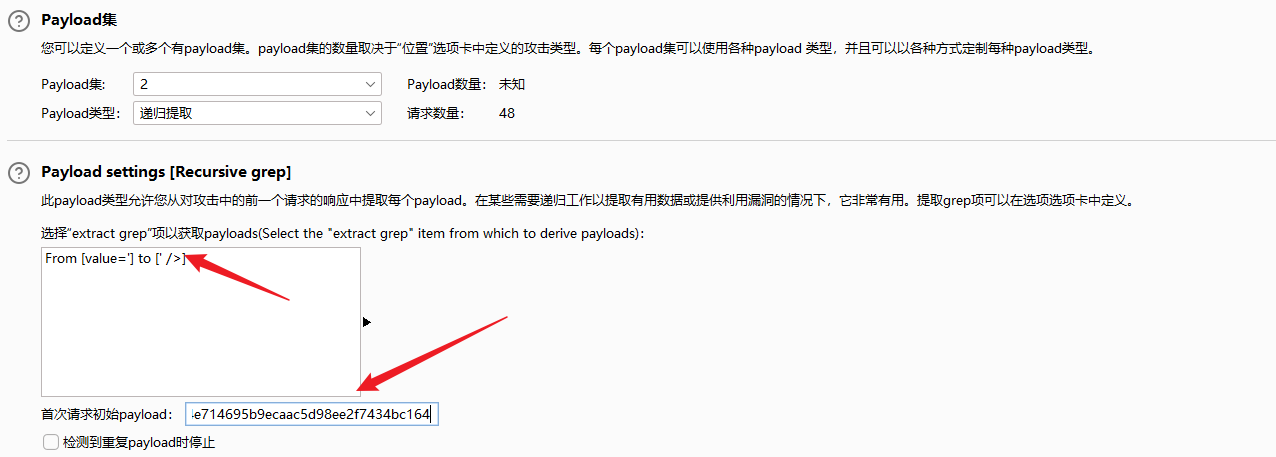 Payload集
您可以定义一个或多个有payload集。payload集的数量取决于“位置”选项卡中定义的攻击类型。每个payload集可以使用各种payload 类型，并且可以以各种方式定制每种payload类型。
Payload集: 2 Payload数量: 未知
Payload类型: 递归提取 请求数量: 48
Payload settings [Recursive grep]
此payload类型允许您从对攻击中的前一个请求的响应中提取每个payload。在某些需要递归工作以提取有用数据或提供利用漏洞的情况下，它非常有用。提取grep项可以在选项选项卡中定义。
选择“extract grep”项以获取payloads(Select the "extract grep" item from which to derive payloads):
From [value='] to [' />]
首次请求初始payload: e714695b9ecaac5d98ee2f7434bc164
检测到重复payload时停止